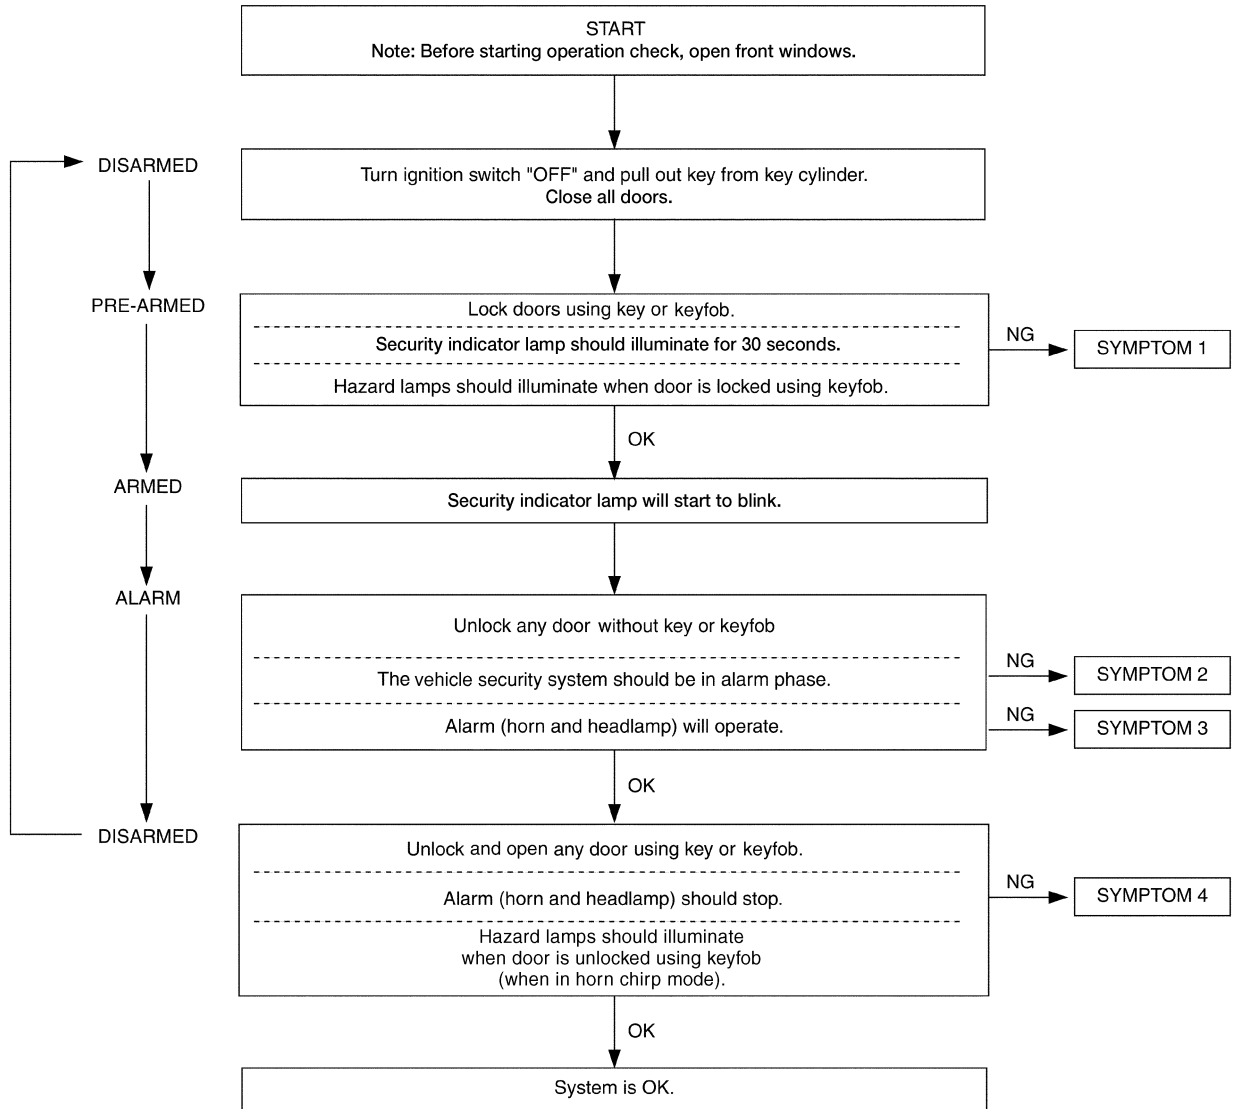 START
Note: Before starting operation check, open front windows.
DISARMED
Turn ignition switch "OFF" and pull out key from key cylinder.
Close all doors.
PRE-ARMED
Lock doors using key or keyfob.
Security indicator lamp should illuminate for 30 seconds.
Hazard lamps should illuminate when door is locked using keyfob.
NG
SYMPTOM 1
OK
ARMED
Security indicator lamp will start to blink.
ALARM
Unlock any door without key or keyfob
The vehicle security system should be in alarm phase.
NG
SYMPTOM 2
Alarm (horn and headlamp) will operate.
NG
SYMPTOM 3
OK
DISARMED
Unlock and open any door using key or keyfob.
Alarm (horn and headlamp) should stop.
NG
SYMPTOM 4
Hazard lamps should illuminate
when door is unlocked using keyfob
(when in horn chirp mode).
OK
System is OK.